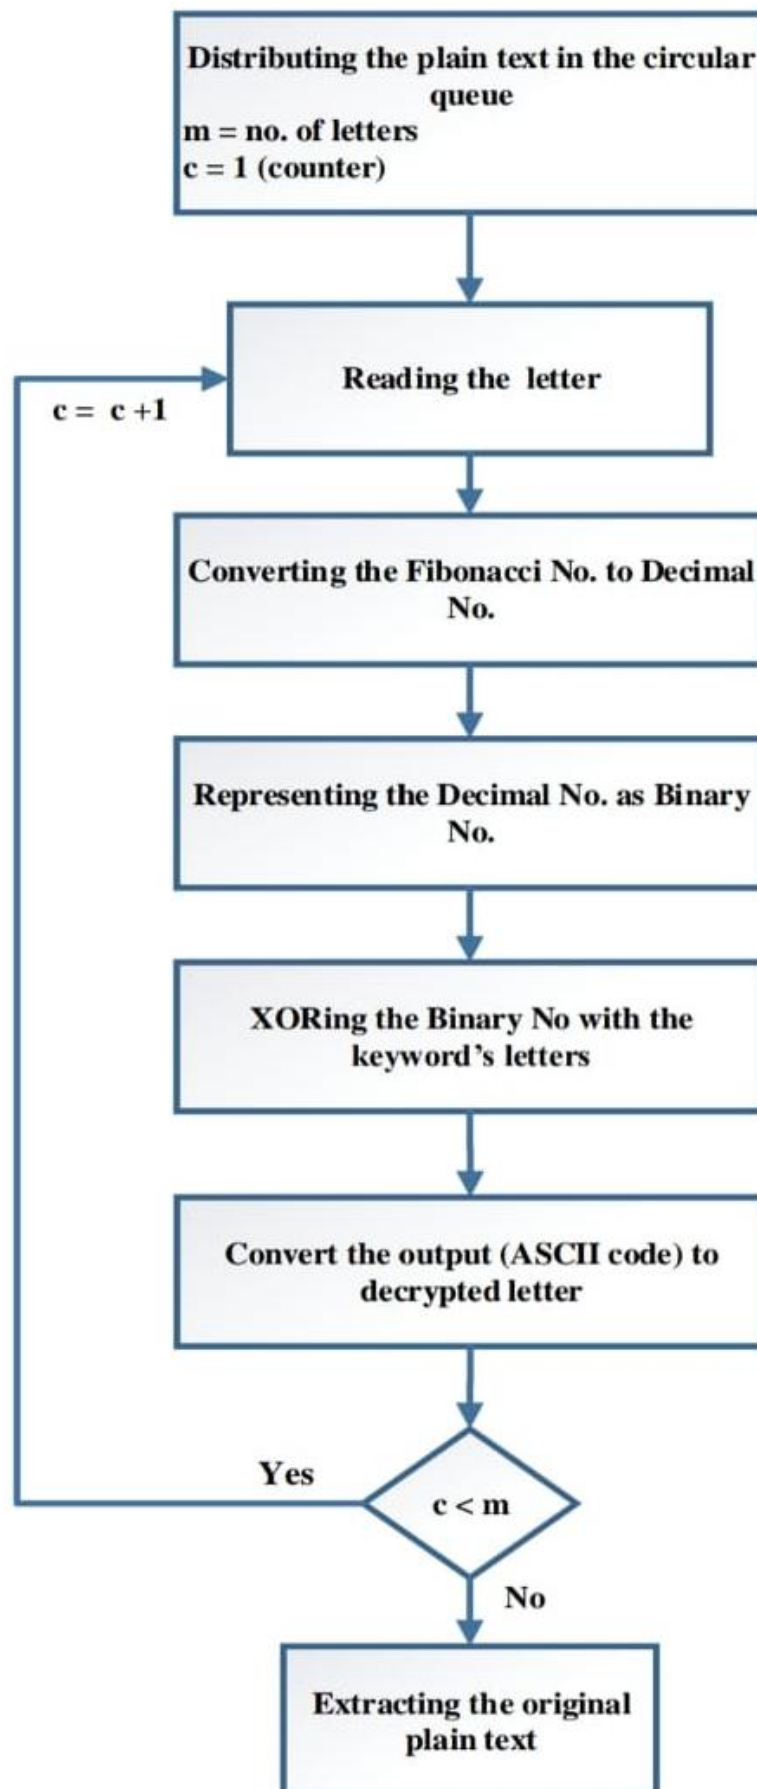 Distributing the plain text in the circular
queue
m = no. of letters
c = 1 (counter)
Reading the letter
c = c +1
Converting the Fibonacci No. to Decimal
No.
Representing the Decimal No. as Binary
No.
XORing the Binary No with the
keyword’s letters
Convert the output (ASCII code) to
decrypted letter
Yes
c < m
No
Extracting the original
plain text